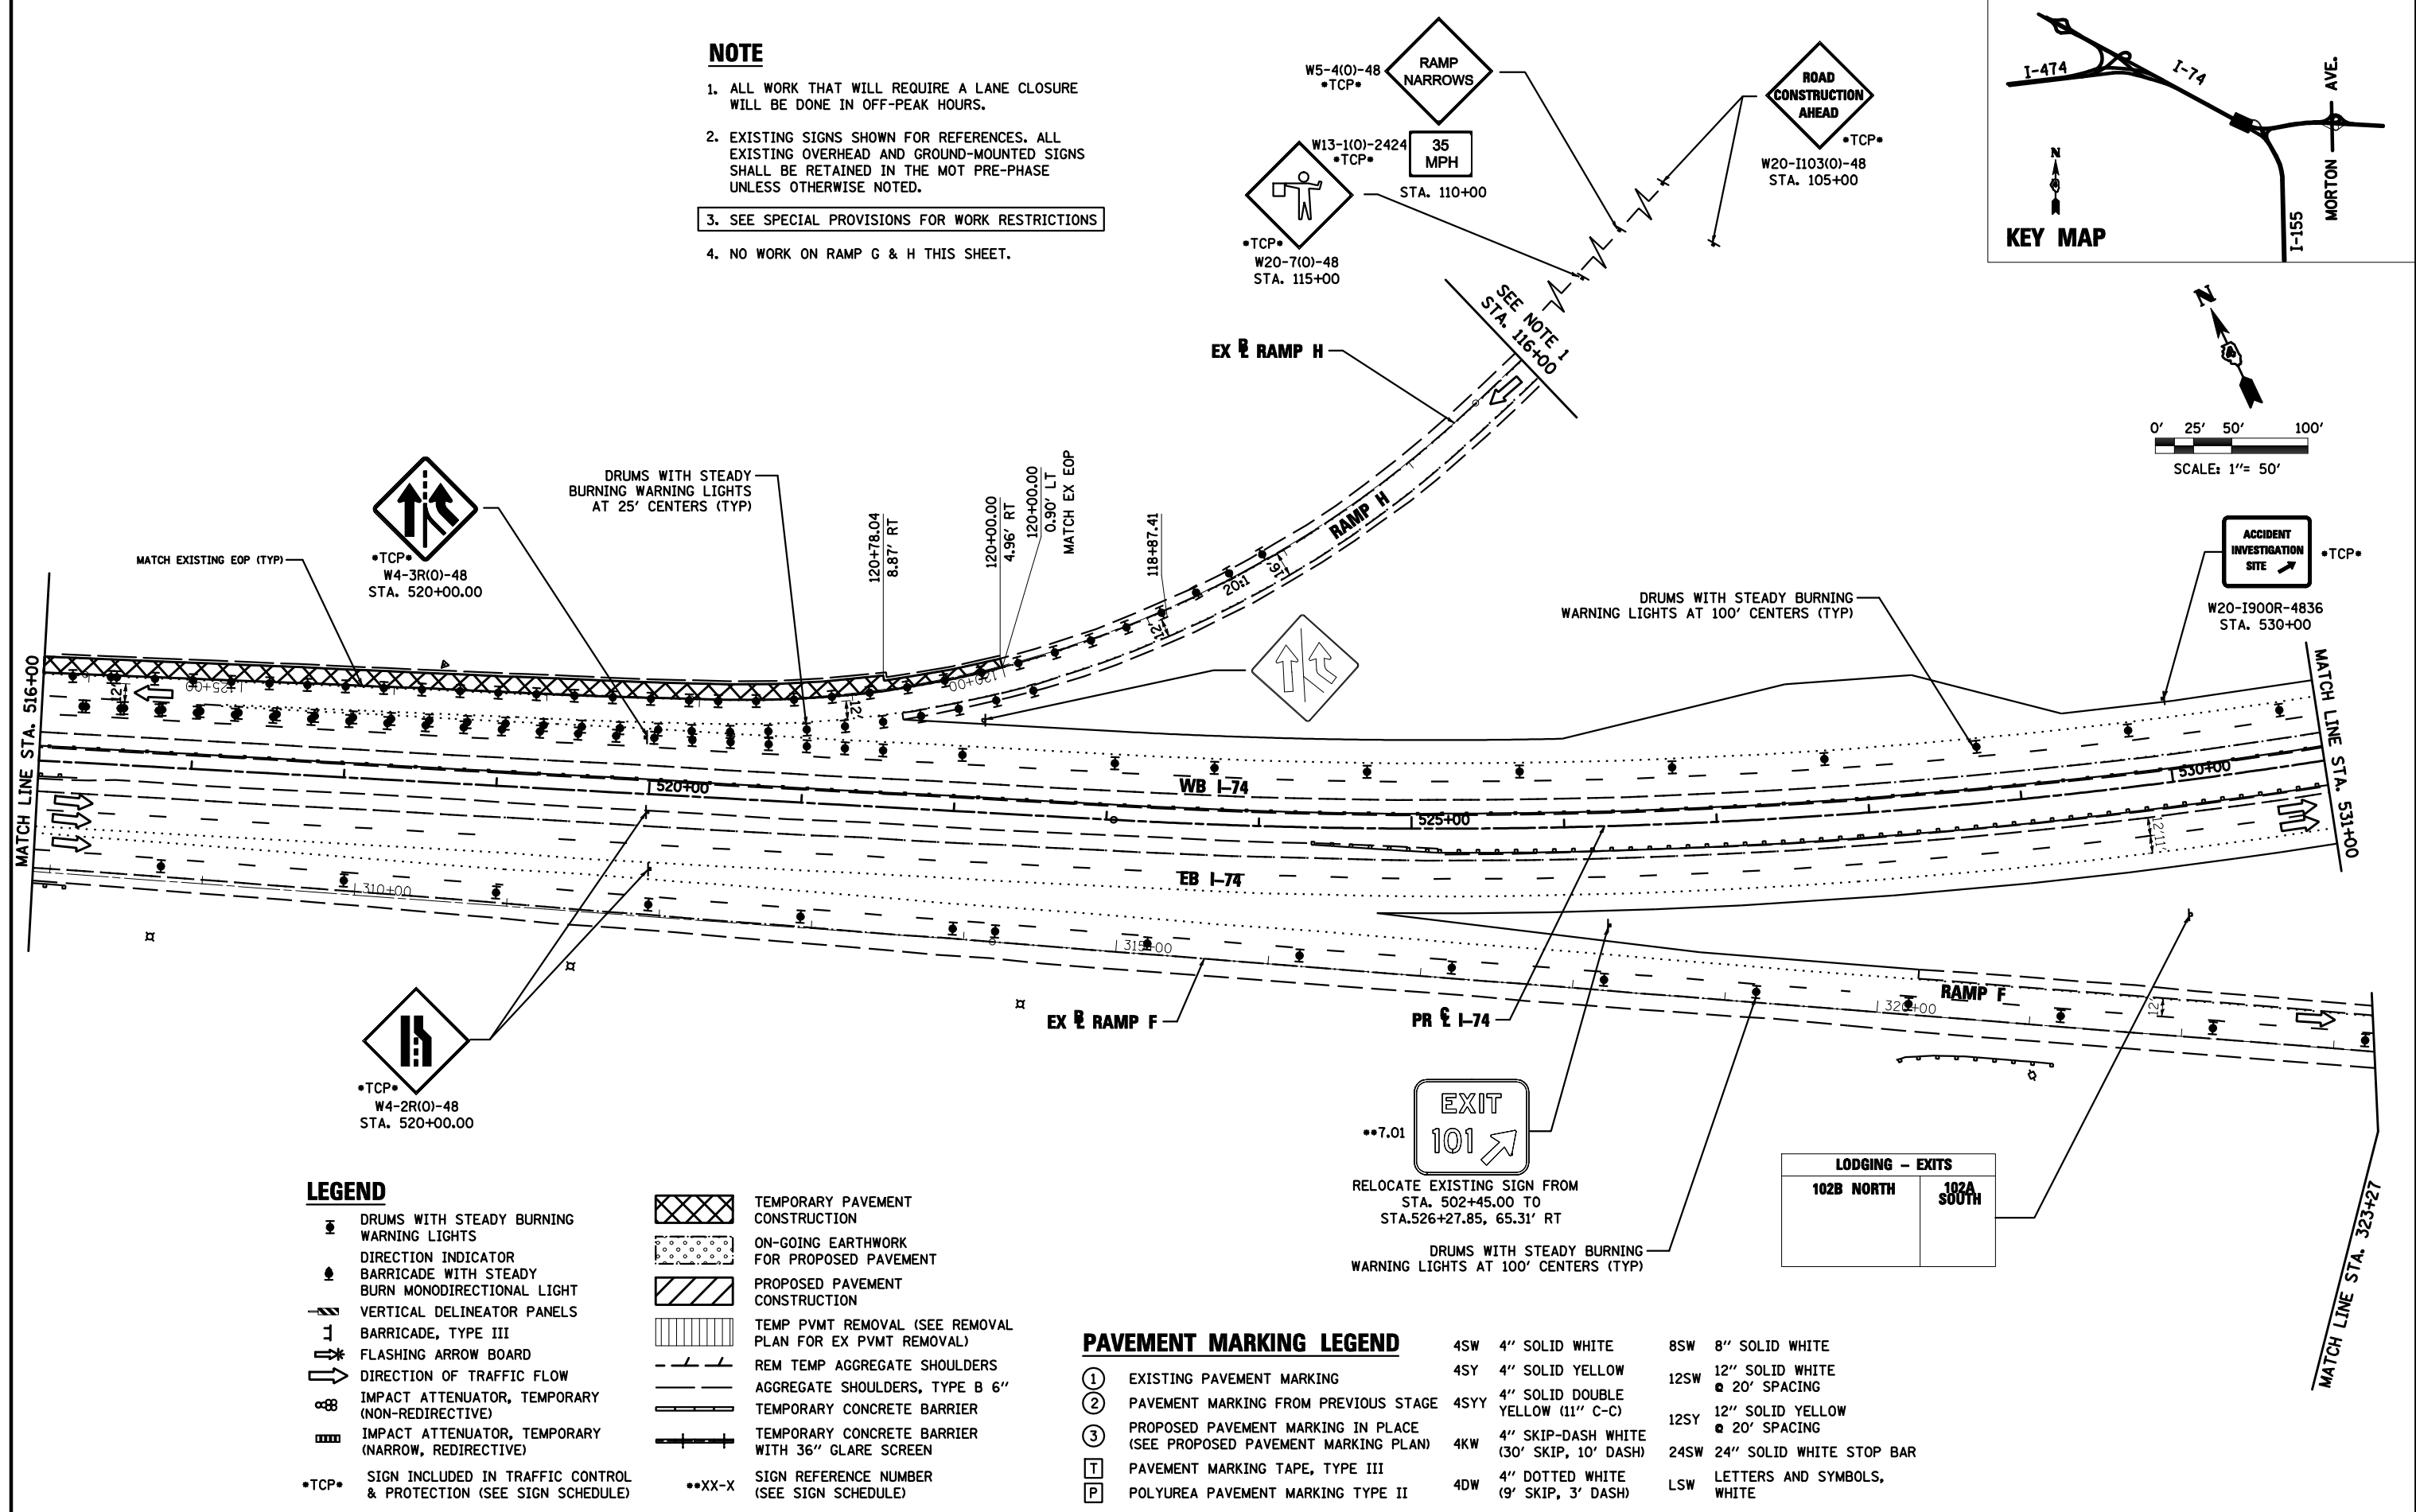 NOTE
1. ALL WORK THAT WILL REQUIRE A LANE CLOSURE
WILL BE DONE IN OFF-PEAK HOURS.
2. EXISTING SIGNS SHOWN FOR REFERENCES. ALL
EXISTING OVERHEAD AND GROUND-MOUNTED SIGNS
SHALL BE RETAINED IN THE MOT PRE-PHASE
UNLESS OTHERWISE NOTED.
3. SEE SPECIAL PROVISIONS FOR WORK RESTRICTIONS
4. NO WORK ON RAMP G & H THIS SHEET.
W5-4(O)-48
*TCP*
RAMP
NARROWS
W13-1(O)-2424
*TCP*
35
MPH
STA. 110+00
*TCP*
W20-7(O)-48
STA. 115+00
ROAD
CONSTRUCTION
AHEAD
*TCP*
W20-I103(O)-48
STA. 105+00
I-474
I-74
MORTON AVE.
I-155
N
KEY MAP
N
0' 25' 50' 100'
SCALE: 1"= 50'
SEE NOTE 1
STA. 116+00
EX BL RAMP H
RAMP H
16'
20:1
12'
DRUMS WITH STEADY
BURNING WARNING LIGHTS
AT 25' CENTERS (TYP)
120+78.04
8.87' RT
120+00.00
4.96' RT
120+00.00
0.90' LT
MATCH EX EOP
118+87.41
*TCP*
W4-3R(O)-48
STA. 520+00.00
MATCH EXISTING EOP (TYP)
ACCIDENT
INVESTIGATION
SITE
*TCP*
W20-I900R-4836
STA. 530+00
DRUMS WITH STEADY BURNING
WARNING LIGHTS AT 100' CENTERS (TYP)
MATCH LINE STA. 516+00
MATCH LINE STA. 531+00
125+00
120+00
12'
12'
WB I-74
520+00
525+00
530+00
EB I-74
12'
11'
310+00
315+00
320+00
RAMP F
12'
EX BL RAMP F
PR CL I-74
*TCP*
W4-2R(O)-48
STA. 520+00.00
EXIT
101
**7.01
RELOCATE EXISTING SIGN FROM
STA. 502+45.00 TO
STA.526+27.85, 65.31' RT
DRUMS WITH STEADY BURNING
WARNING LIGHTS AT 100' CENTERS (TYP)
LODGING - EXITS
102B NORTH
102A
SOUTH
MATCH LINE STA. 323+27
LEGEND
DRUMS WITH STEADY BURNING
WARNING LIGHTS
DIRECTION INDICATOR
BARRICADE WITH STEADY
BURN MONODIRECTIONAL LIGHT
VERTICAL DELINEATOR PANELS
BARRICADE, TYPE III
FLASHING ARROW BOARD
DIRECTION OF TRAFFIC FLOW
IMPACT ATTENUATOR, TEMPORARY
(NON-REDIRECTIVE)
IMPACT ATTENUATOR, TEMPORARY
(NARROW, REDIRECTIVE)
*TCP* SIGN INCLUDED IN TRAFFIC CONTROL
& PROTECTION (SEE SIGN SCHEDULE)
TEMPORARY PAVEMENT
CONSTRUCTION
ON-GOING EARTHWORK
FOR PROPOSED PAVEMENT
PROPOSED PAVEMENT
CONSTRUCTION
TEMP PVMT REMOVAL (SEE REMOVAL
PLAN FOR EX PVMT REMOVAL)
REM TEMP AGGREGATE SHOULDERS
AGGREGATE SHOULDERS, TYPE B 6"
TEMPORARY CONCRETE BARRIER
TEMPORARY CONCRETE BARRIER
WITH 36" GLARE SCREEN
**XX-X SIGN REFERENCE NUMBER
(SEE SIGN SCHEDULE)
PAVEMENT MARKING LEGEND
1 EXISTING PAVEMENT MARKING
2 PAVEMENT MARKING FROM PREVIOUS STAGE
3 PROPOSED PAVEMENT MARKING IN PLACE
(SEE PROPOSED PAVEMENT MARKING PLAN)
T PAVEMENT MARKING TAPE, TYPE III
P POLYUREA PAVEMENT MARKING TYPE II
4SW 4" SOLID WHITE
4SY 4" SOLID YELLOW
4SYY 4" SOLID DOUBLE
YELLOW (11" C-C)
4KW 4" SKIP-DASH WHITE
(30' SKIP, 10' DASH)
4DW 4" DOTTED WHITE
(9' SKIP, 3' DASH)
8SW 8" SOLID WHITE
12SW 12" SOLID WHITE
@ 20' SPACING
12SY 12" SOLID YELLOW
@ 20' SPACING
24SW 24" SOLID WHITE STOP BAR
LSW LETTERS AND SYMBOLS,
WHITE